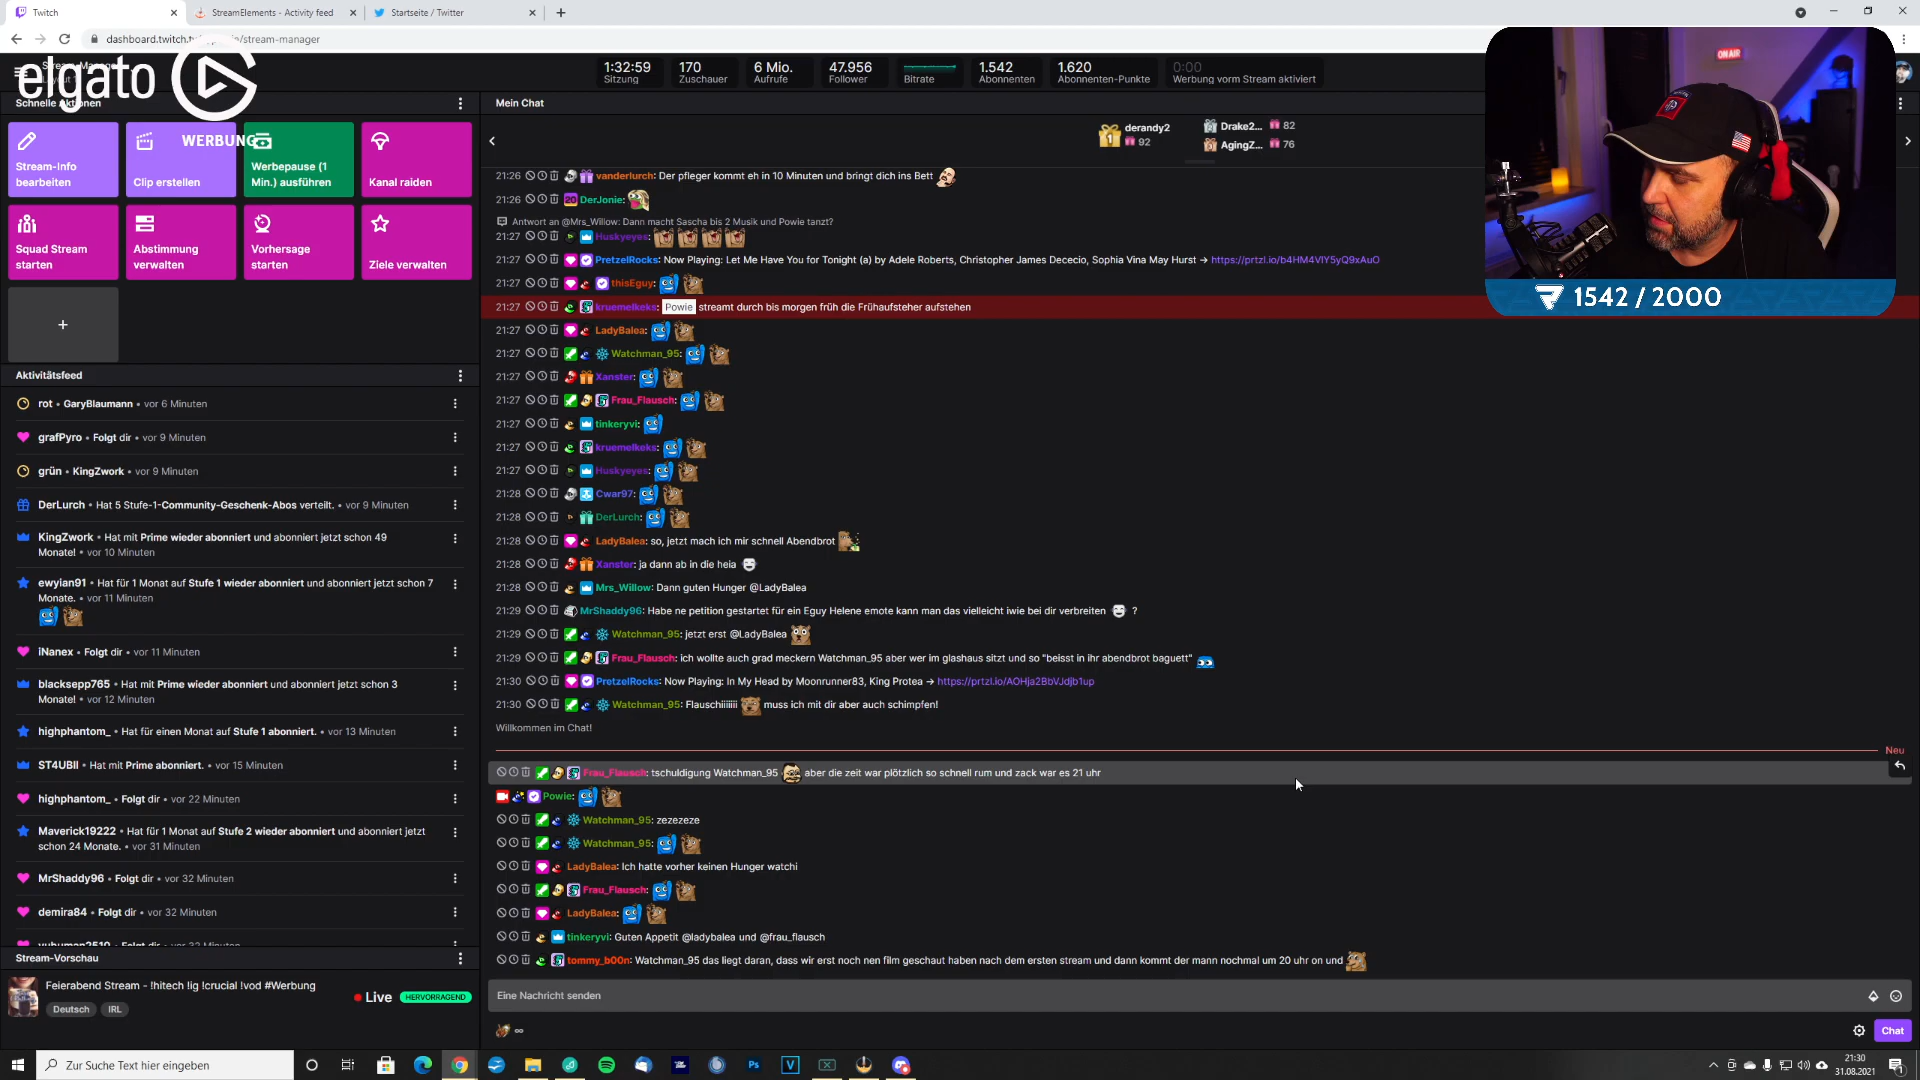 Twitch
StreamElements - Activity feed
Startseite / Twitter
dashboard.twitch.tv
/stream-manager
elgato
WERBUNG
1:32:59
Sitzung
170
Zuschauer
6 Mio.
Aufrufe
47.956
Follower
Bitrate
1.542
Abonnenten
1.620
Abonnenten-Punkte
0:00
Werbung vorm Stream aktiviert
ON AIR
1542 / 2000
Schnelle Aktionen
Stream-Info bearbeiten
Clip erstellen
Werbepause (1 Min.) ausführen
Kanal raiden
Squad Stream starten
Abstimmung verwalten
Vorhersage starten
Ziele verwalten
Aktivitätsfeed
rot • GaryBlaumann • vor 6 Minuten
grafPyro • Folgt dir • vor 9 Minuten
grün • KingZwork • vor 9 Minuten
DerLurch • Hat 5 Stufe-1-Community-Geschenk-Abos verteilt. • vor 9 Minuten
KingZwork • Hat mit Prime wieder abonniert und abonniert jetzt schon 49
Monate! • vor 10 Minuten
ewyian91 • Hat für 1 Monat auf Stufe 1 wieder abonniert und abonniert jetzt schon 7
Monate. • vor 11 Minuten
iNanex • Folgt dir • vor 11 Minuten
blacksepp765 • Hat mit Prime wieder abonniert und abonniert jetzt schon 3
Monate! • vor 12 Minuten
highphantom_ • Hat für einen Monat auf Stufe 1 abonniert. • vor 13 Minuten
ST4UBII • Hat mit Prime abonniert. • vor 15 Minuten
highphantom_ • Folgt dir • vor 22 Minuten
Maverick19222 • Hat für 1 Monat auf Stufe 2 wieder abonniert und abonniert jetzt
schon 24 Monate. • vor 31 Minuten
MrShaddy96 • Folgt dir • vor 32 Minuten
demira84 • Folgt dir • vor 32 Minuten
Stream-Vorschau
Feierabend Stream - !hitech !ig !crucial !vod #Werbung
Deutsch
IRL
Live
HERVORRAGEND
Mein Chat
1
derandy2
92
Drake2... 82
AgingZ... 76
21:26 vanderlurch: Der pfleger kommt eh in 10 Minuten und bringt dich ins Bett
21:26 20 DerJonie:
Antwort an @Mrs_Willow: Dann macht Sascha bis 2 Musik und Powie tanzt?
21:27 Huskyeyes:
21:27 PretzelRocks: Now Playing: Let Me Have You for Tonight (a) by Adele Roberts, Christopher James Dececio, Sophia Vina May Hurst → https://prtzl.io/b4HM4VlY5yQ9xAuO
21:27 thisEguy:
21:27 kruemelkeks: Powie streamt durch bis morgen früh die Frühaufsteher aufstehen
21:27 LadyBalea:
21:27 Watchman_95:
21:27 Xanster:
21:27 Frau_Flausch:
21:27 tinkeryvi:
21:27 kruemelkeks:
21:27 Huskyeyes:
21:28 Cwar97:
21:28 DerLurch:
21:28 LadyBalea: so, jetzt mach ich mir schnell Abendbrot
21:28 Xanster: ja dann ab in die heia
21:28 Mrs_Willow: Dann guten Hunger @LadyBalea
21:29 MrShaddy96: Habe ne petition gestartet für ein Eguy Helene emote kann man das vielleicht iwie bei dir verbreiten ?
21:29 Watchman_95: jetzt erst @LadyBalea
21:29 Frau_Flausch: ich wollte auch grad meckern Watchman_95 aber wer im glashaus sitzt und so "beisst in ihr abendbrot baguett"
21:30 PretzelRocks: Now Playing: In My Head by Moonrunner83, King Protea → https://prtzl.io/AOHja2BbVJdjb1up
21:30 Watchman_95: Flauschiiiiiii muss ich mit dir aber auch schimpfen!
Willkommen im Chat!
Neu
Frau_Flausch: tschuldigung Watchman_95 aber die zeit war plötzlich so schnell rum und zack war es 21 uhr
Powie:
Watchman_95: zezezeze
Watchman_95:
LadyBalea: Ich hatte vorher keinen Hunger watchi
Frau_Flausch:
LadyBalea:
tinkeryvi: Guten Appetit @ladybalea und @frau_flausch
tommy_b00n: Watchman_95 das liegt daran, dass wir erst noch nen film geschaut haben nach dem ersten stream und dann kommt der mann nochmal um 20 uhr on und
Eine Nachricht senden
∞
Chat
Zur Suche Text hier eingeben
Ps
V
21:30
31.08.2021